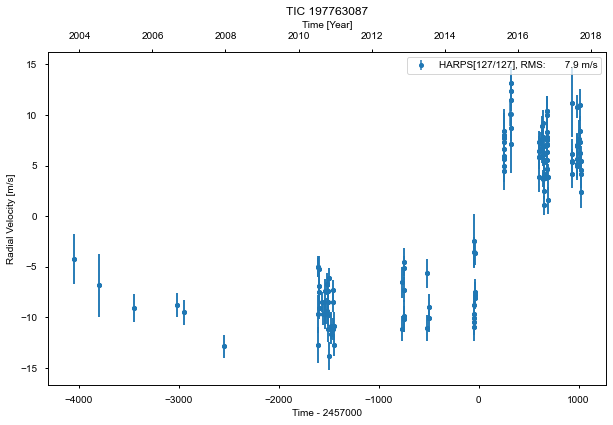 TIC 197763087
Time [Year]
2004 2006 2008 2010 2012 2014 2016 2018
HARPS[127/127], RMS: 7.9 m/s
15
10
5
0
−5
−10
−15
Radial Velocity [m/s]
−4000 −3000 −2000 −1000 0 1000
Time - 2457000